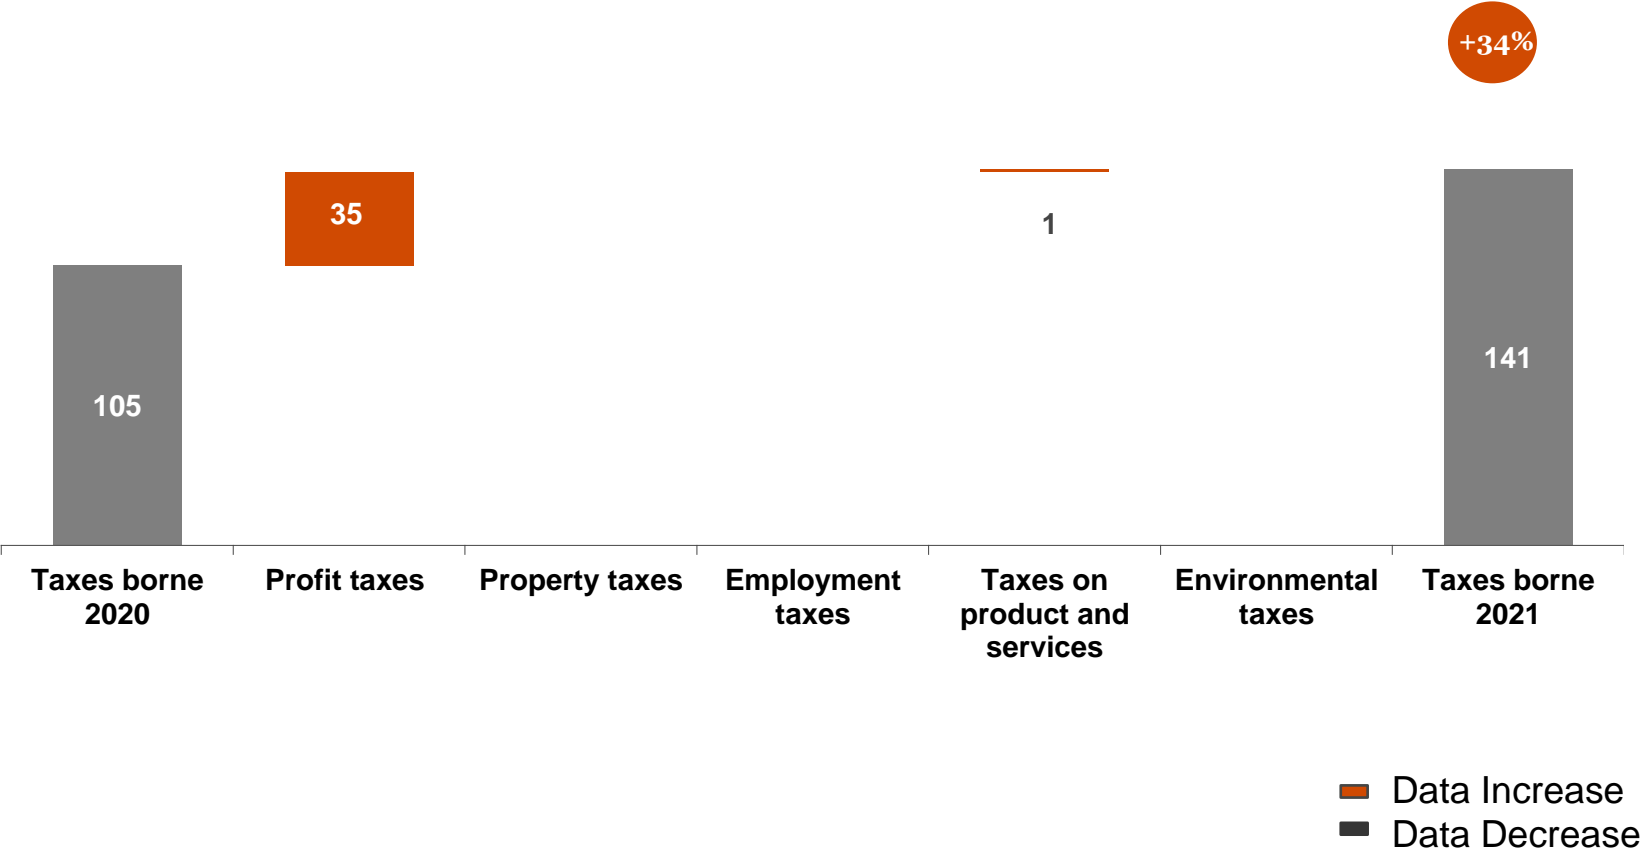 +34%
35
1
141
105
Taxes borne
2020
Profit taxes
Property taxes
Employment
taxes
Taxes on
product and
services
Environmental
taxes
Taxes borne
2021
Data Increase
Data Decrease